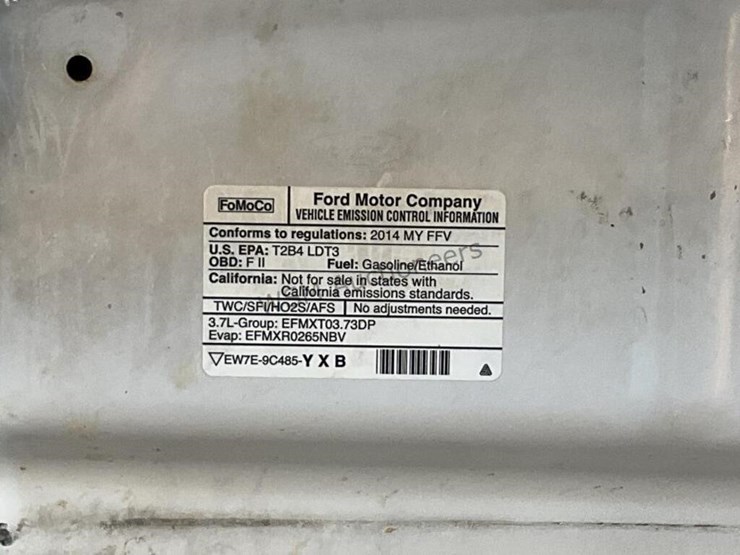 FoMoCo
Ford Motor Company
VEHICLE EMISSION CONTROL INFORMATION
Conforms to regulations: 2014 MY FFV
U.S. EPA: T2B4 LDT3
OBD: F II Fuel: Gasoline/Ethanol
California: Not for sale in states with
California emissions standards.
TWC/SFI/HO2S/AFS No adjustments needed.
3.7L-Group: EFMXT03.73DP
Evap: EFMXR0265NBV
EW7E-9C485-Y X B